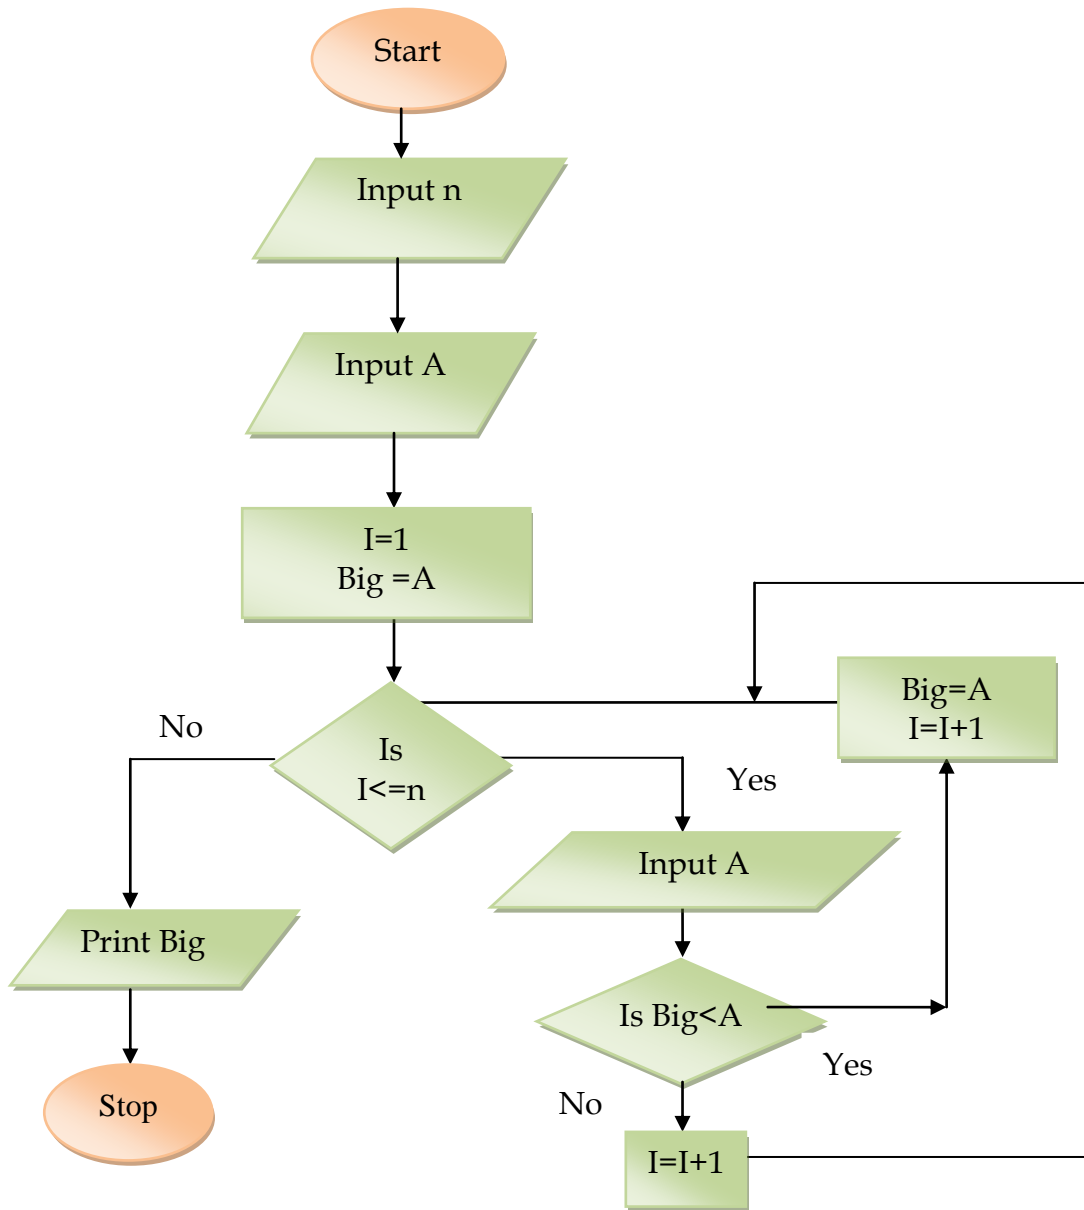 Start
Input n
Input A
I=1
Big =A
Is
I<=n
No
Yes
Big=A
I=I+1
Input A
Print Big
Is Big<A
Yes
No
Stop
I=I+1